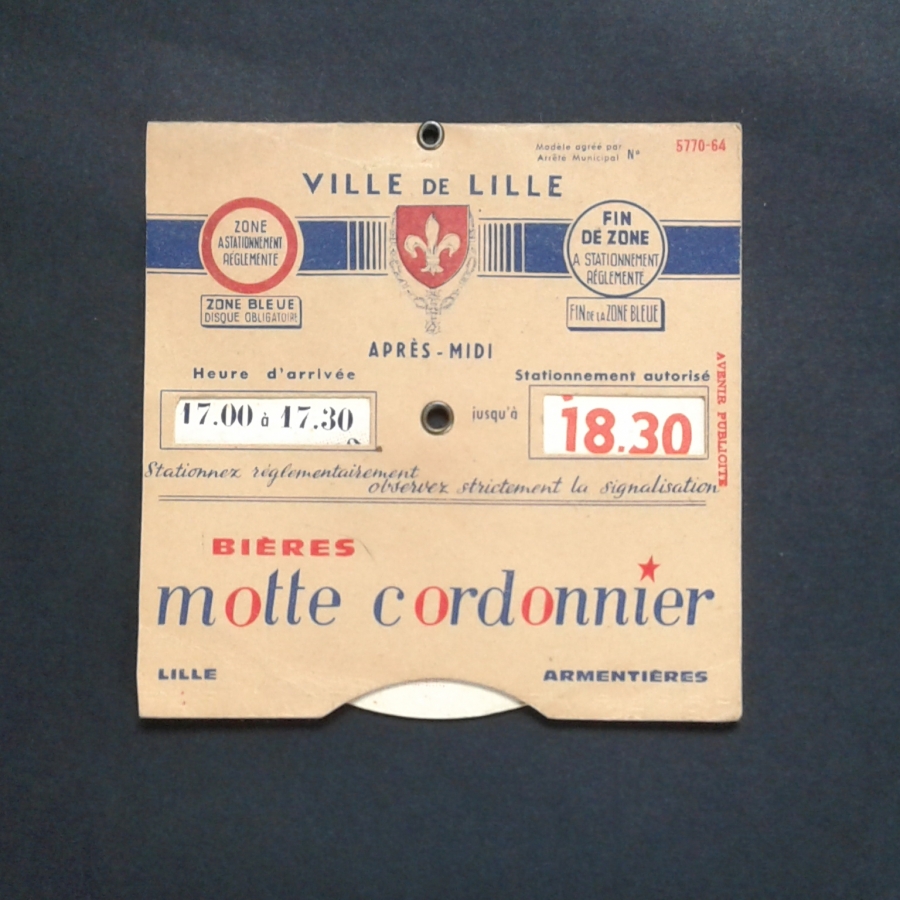 Modèle agréé par
Arrêté Municipal N° 5770-64
VILLE DE LILLE
ZONE
A STATIONNEMENT
RÉGLEMENTÉ
ZONE BLEUE
DISQUE OBLIGATOIRE
FIN
DE ZONE
A STATIONNEMENT
RÉGLEMENTÉ
FIN DE LA ZONE BLEUE
APRÈS-MIDI
Heure d'arrivée
Stationnement autorisé
17.00 à 17.30
jusqu'à
18.30
AVENIR PUBLICITÉ
Stationnez réglementairement
observez strictement la signalisation
BIÈRES
motte cordonnier
LILLE
ARMENTIÈRES